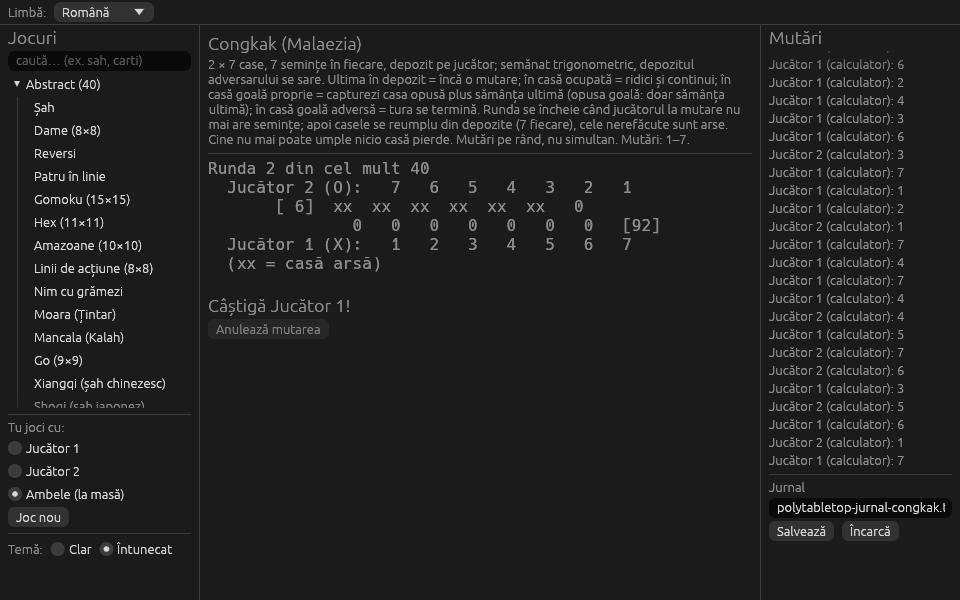 Limbă: Română
Jocuri
caută... (ex. sah, carti)
Abstract (40)
Șah
Dame (8×8)
Reversi
Patru în linie
Gomoku (15×15)
Hex (11×11)
Amazoane (10×10)
Linii de acțiune (8×8)
Nim cu grămezi
Moara (Țintar)
Mancala (Kalah)
Go (9×9)
Xiangqi (șah chinezesc)
Shogi (șah japonez)
Tu joci cu:
Jucător 1
Jucător 2
Ambele (la masă)
Joc nou
Temă: Clar Întunecat
Congkak (Malaezia)
2 × 7 case, 7 semințe în fiecare, depozit pe jucător; semănat trigonometric, depozitul
adversarului se sare. Ultima în depozit = încă o mutare; în casă ocupată = ridici și continui; în
casă goală proprie = capturezi casa opusă plus sămânța ultimă (opusa goală: doar sămânța
ultimă); în casă goală adversă = tura se termină. Runda se încheie când jucătorul la mutare nu
mai are semințe; apoi casele se reumplu din depozite (7 fiecare), cele nerefăcute sunt arse.
Cine nu mai poate umple nicio casă pierde. Mutări pe rând, nu simultan. Mutări: 1–7.
Runda 2 din cel mult 40
Jucător 2 (O): 7 6 5 4 3 2 1
[ 6] xx xx xx xx xx xx 0
0 0 0 0 0 0 0 [92]
Jucător 1 (X): 1 2 3 4 5 6 7
(xx = casă arsă)
Câștigă Jucător 1!
Anulează mutarea
Mutări
Jucător 1 (calculator): 6
Jucător 1 (calculator): 2
Jucător 1 (calculator): 4
Jucător 1 (calculator): 3
Jucător 1 (calculator): 6
Jucător 2 (calculator): 3
Jucător 1 (calculator): 7
Jucător 1 (calculator): 1
Jucător 1 (calculator): 2
Jucător 2 (calculator): 1
Jucător 1 (calculator): 7
Jucător 1 (calculator): 4
Jucător 1 (calculator): 7
Jucător 1 (calculator): 4
Jucător 2 (calculator): 4
Jucător 1 (calculator): 5
Jucător 2 (calculator): 7
Jucător 2 (calculator): 6
Jucător 1 (calculator): 3
Jucător 2 (calculator): 5
Jucător 1 (calculator): 6
Jucător 2 (calculator): 1
Jucător 1 (calculator): 7
Jurnal
polytabletop-jurnal-congkak.t
Salvează Încarcă